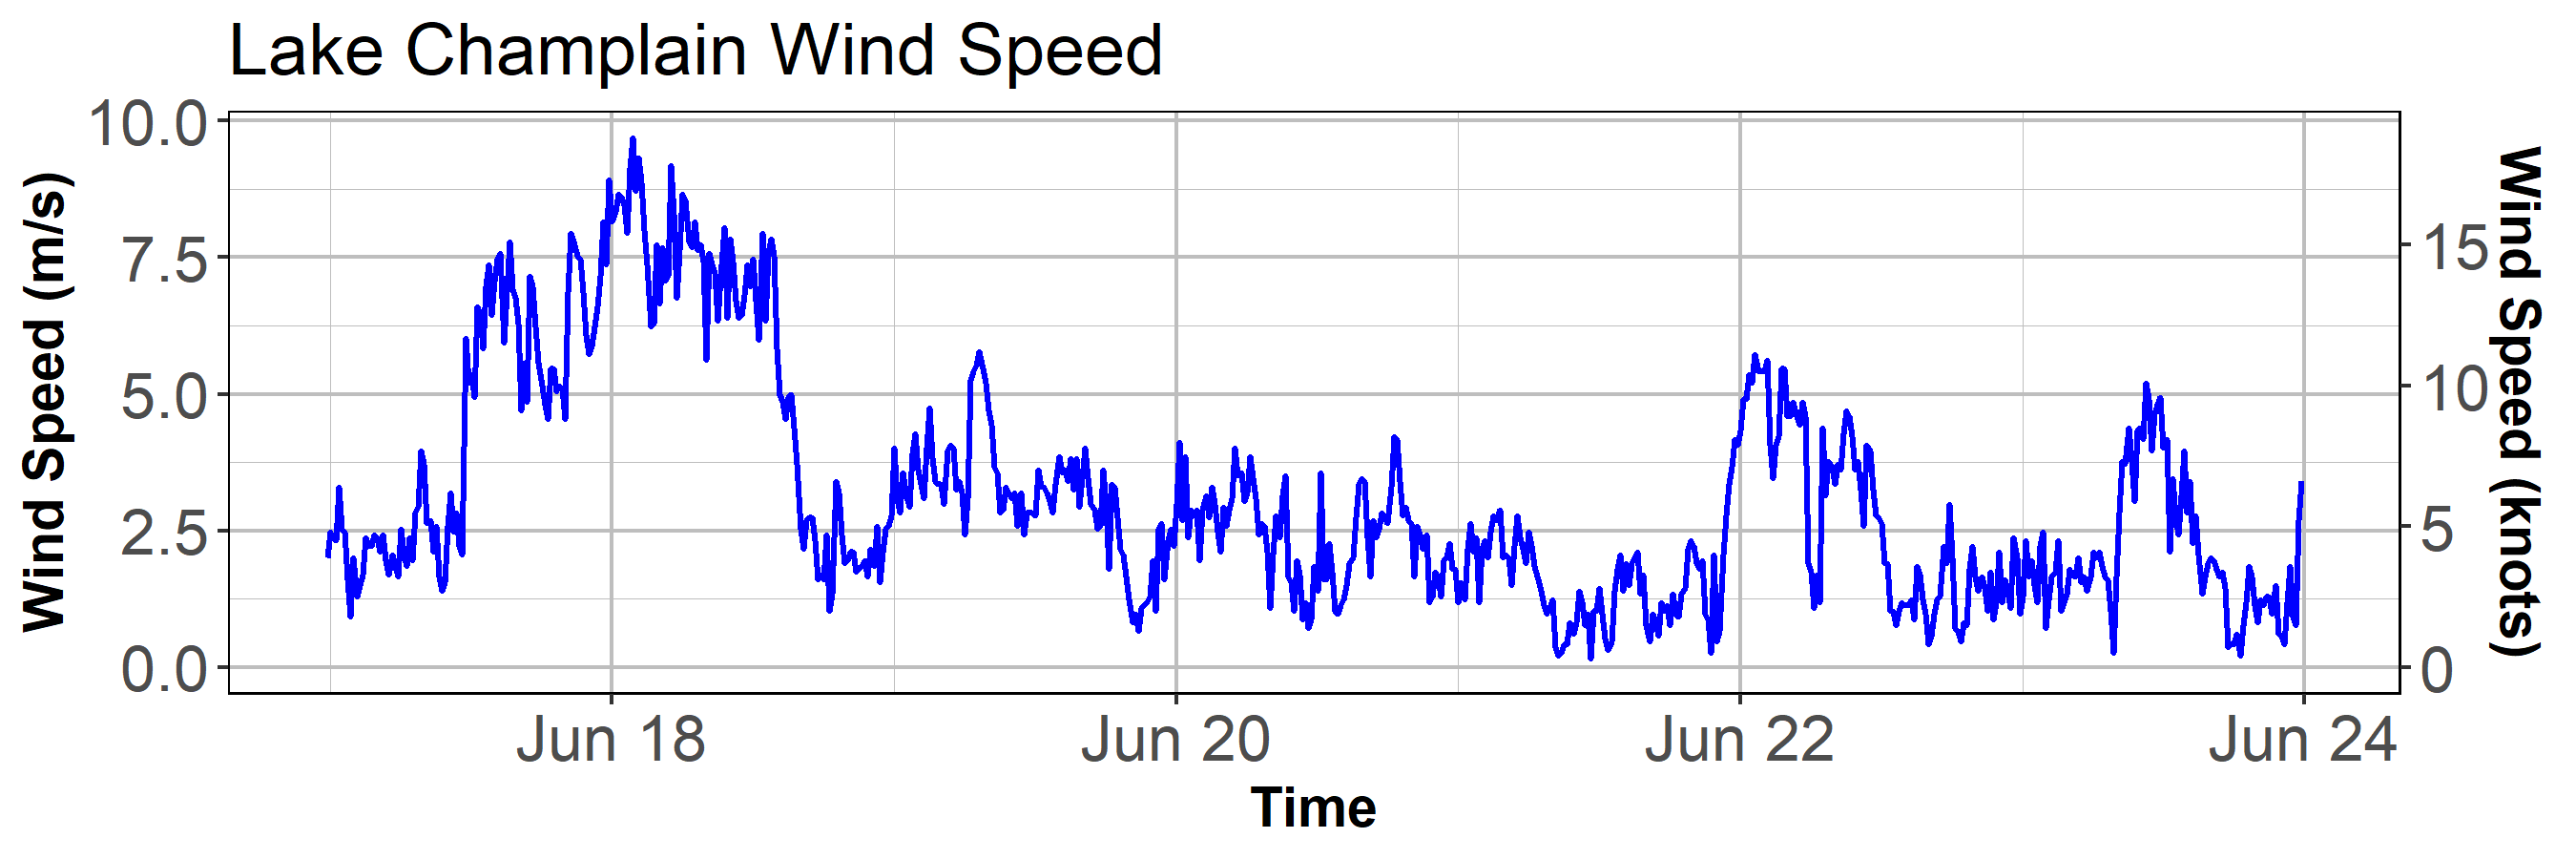 Lake Champlain Wind Speed
Wind Speed (m/s)
10.0
7.5
5.0
2.5
0.0
Wind Speed (knots)
15
10
5
0
Jun 18
Jun 20
Jun 22
Jun 24
Time